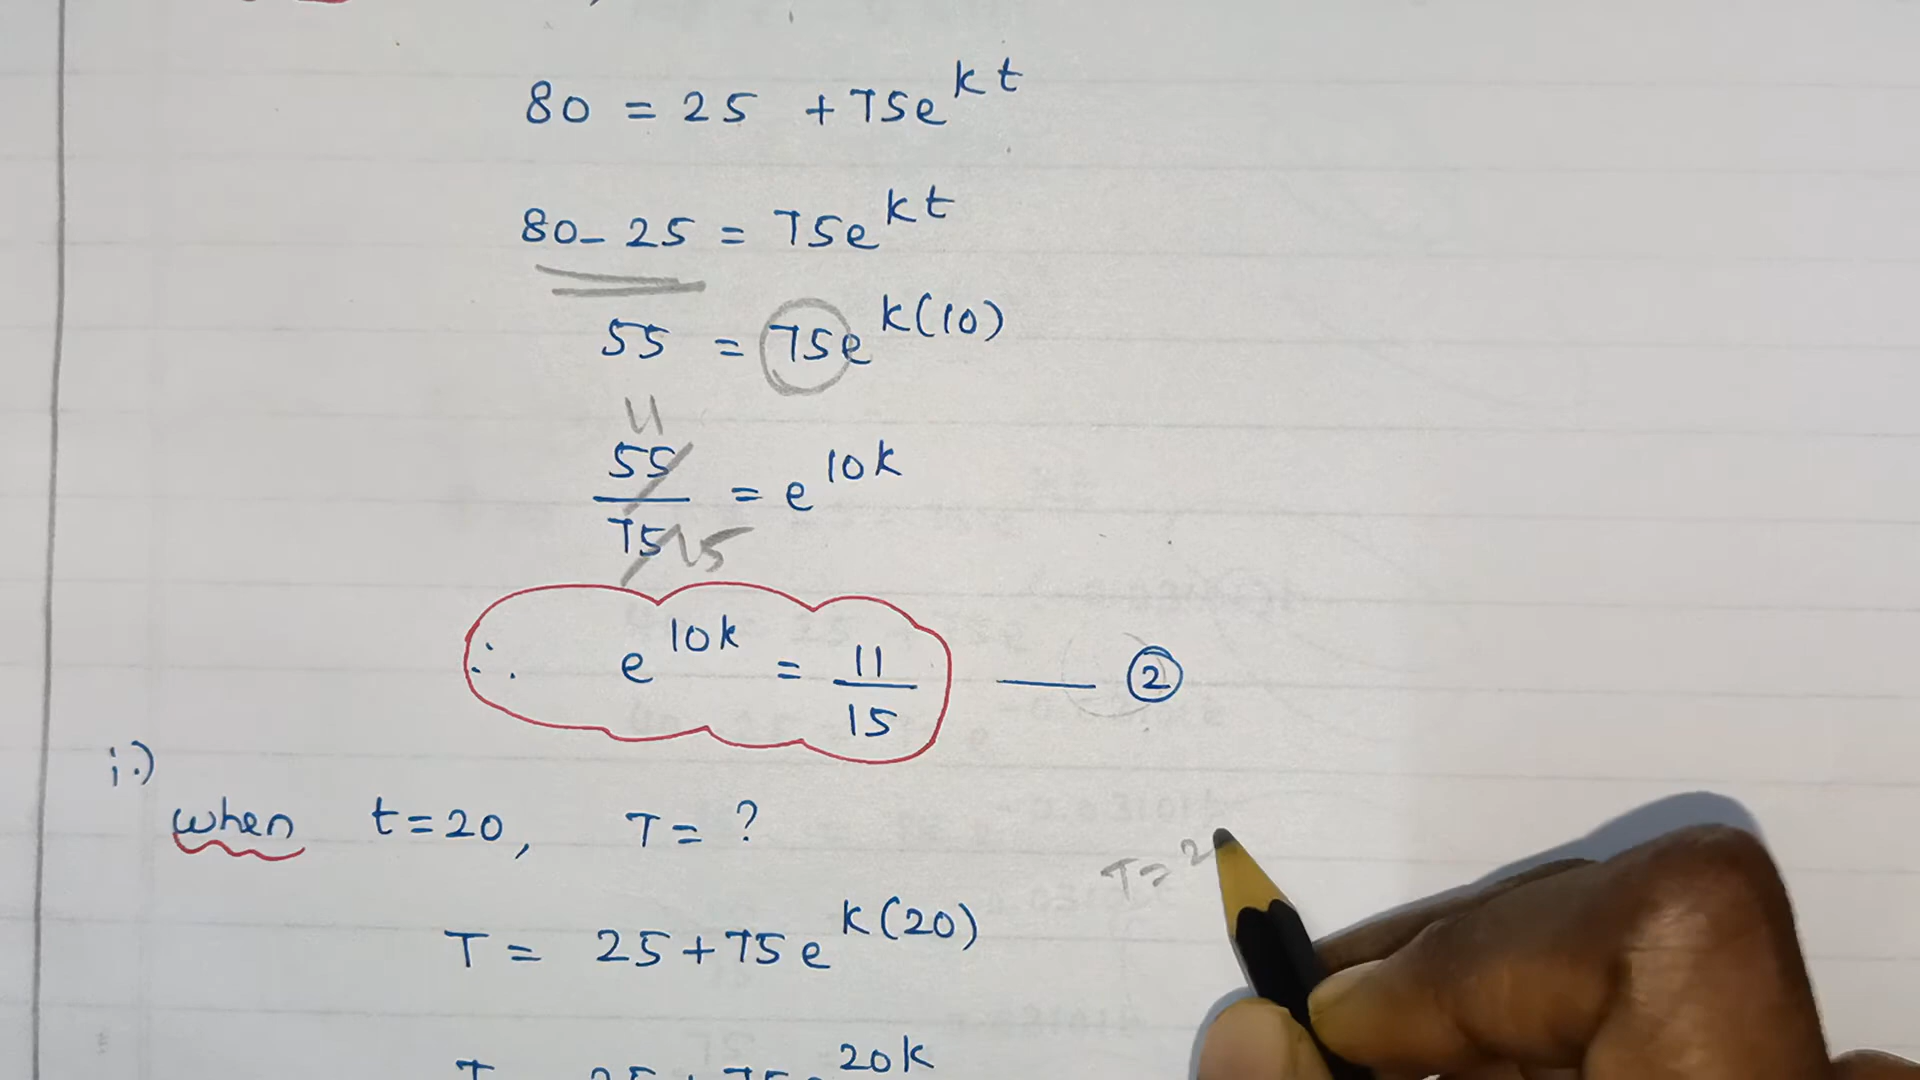 80 = 25 + 75e^{kt}
80 - 25 = 75e^{kt}
55 = 75e^{k(10)}
11
55/75 = e^{10k}
15
∴ e^{10k} = 11/15 —— ②
i.)
when t=20, T= ?
T= 2
T = 25+75e^{k(20)}
20k